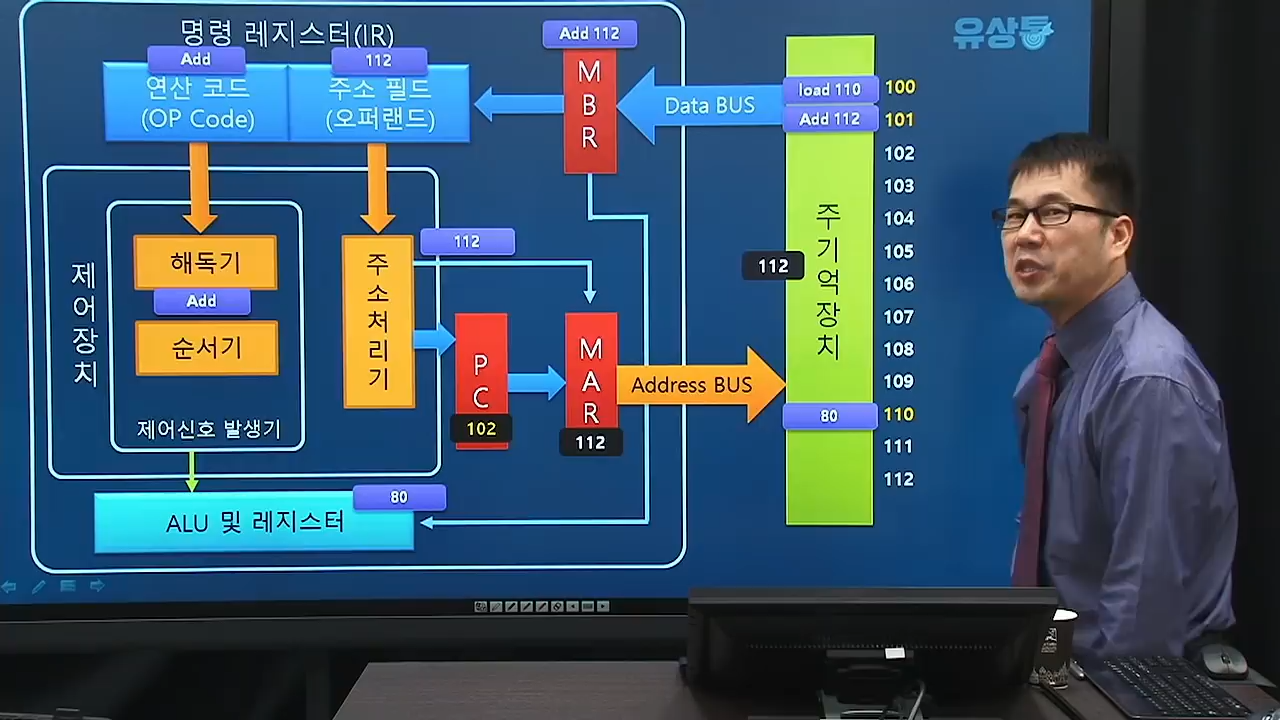 명령 레지스터(IR)
Add
112
연산 코드
(OP Code)
주소 필드
(오퍼랜드)
Add 112
MBR
Data BUS
load 110
Add 112
100
101
102
103
104
105
106
107
108
109
110
111
112
주기억장치
112
80
유상통
제어장치
해독기
Add
순서기
제어신호 발생기
주소처리기
112
PC
102
MAR
112
Address BUS
ALU 및 레지스터
80